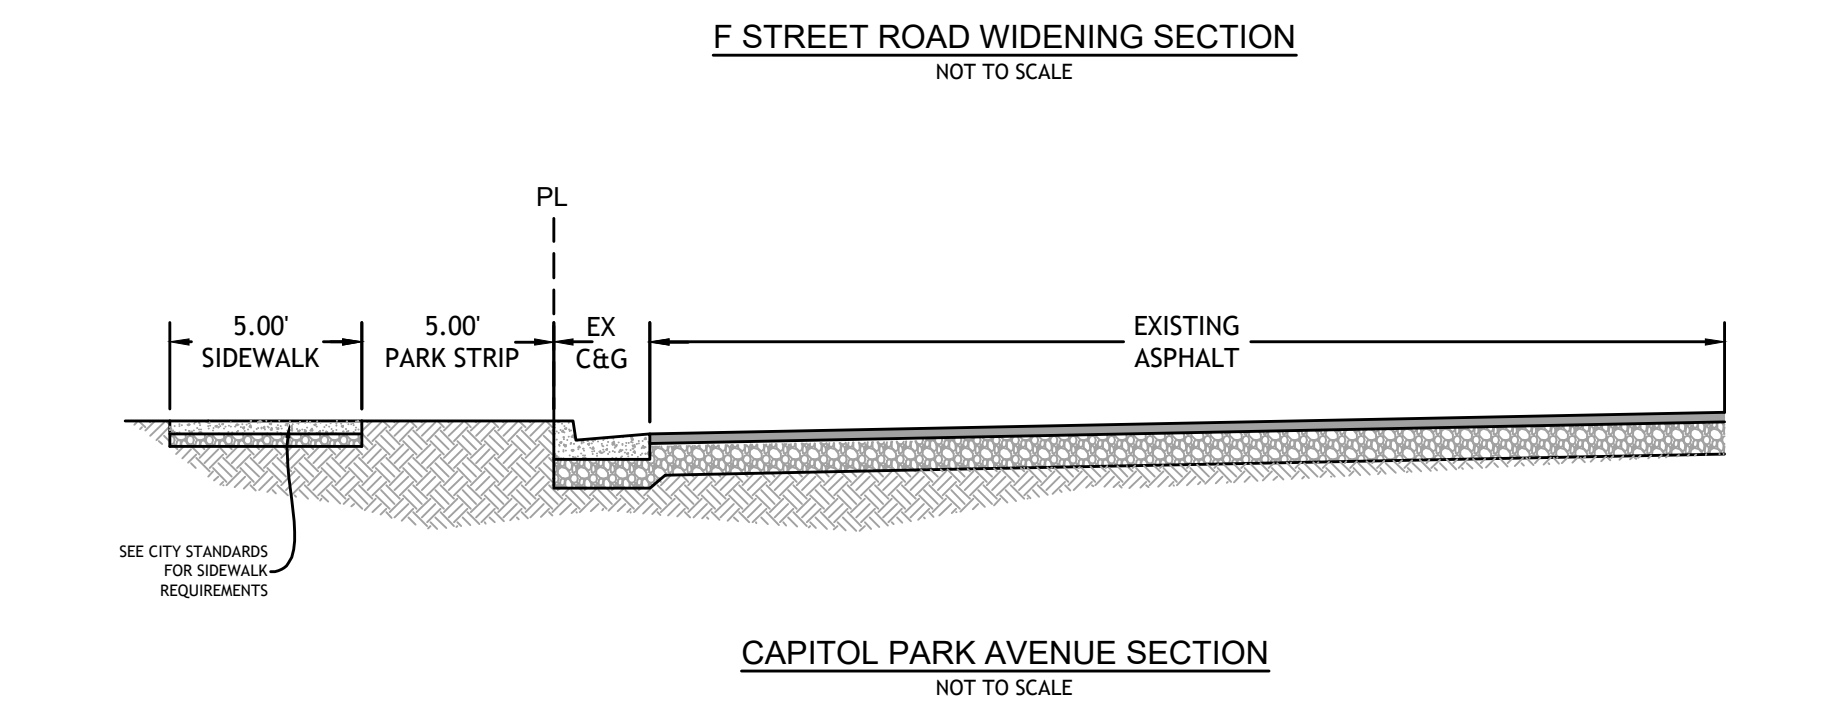 F STREET ROAD WIDENING SECTION
NOT TO SCALE
PL
5.00'
SIDEWALK
5.00'
PARK STRIP
EX
C&G
EXISTING
ASPHALT
SEE CITY STANDARDS
FOR SIDEWALK
REQUIREMENTS
CAPITOL PARK AVENUE SECTION
NOT TO SCALE